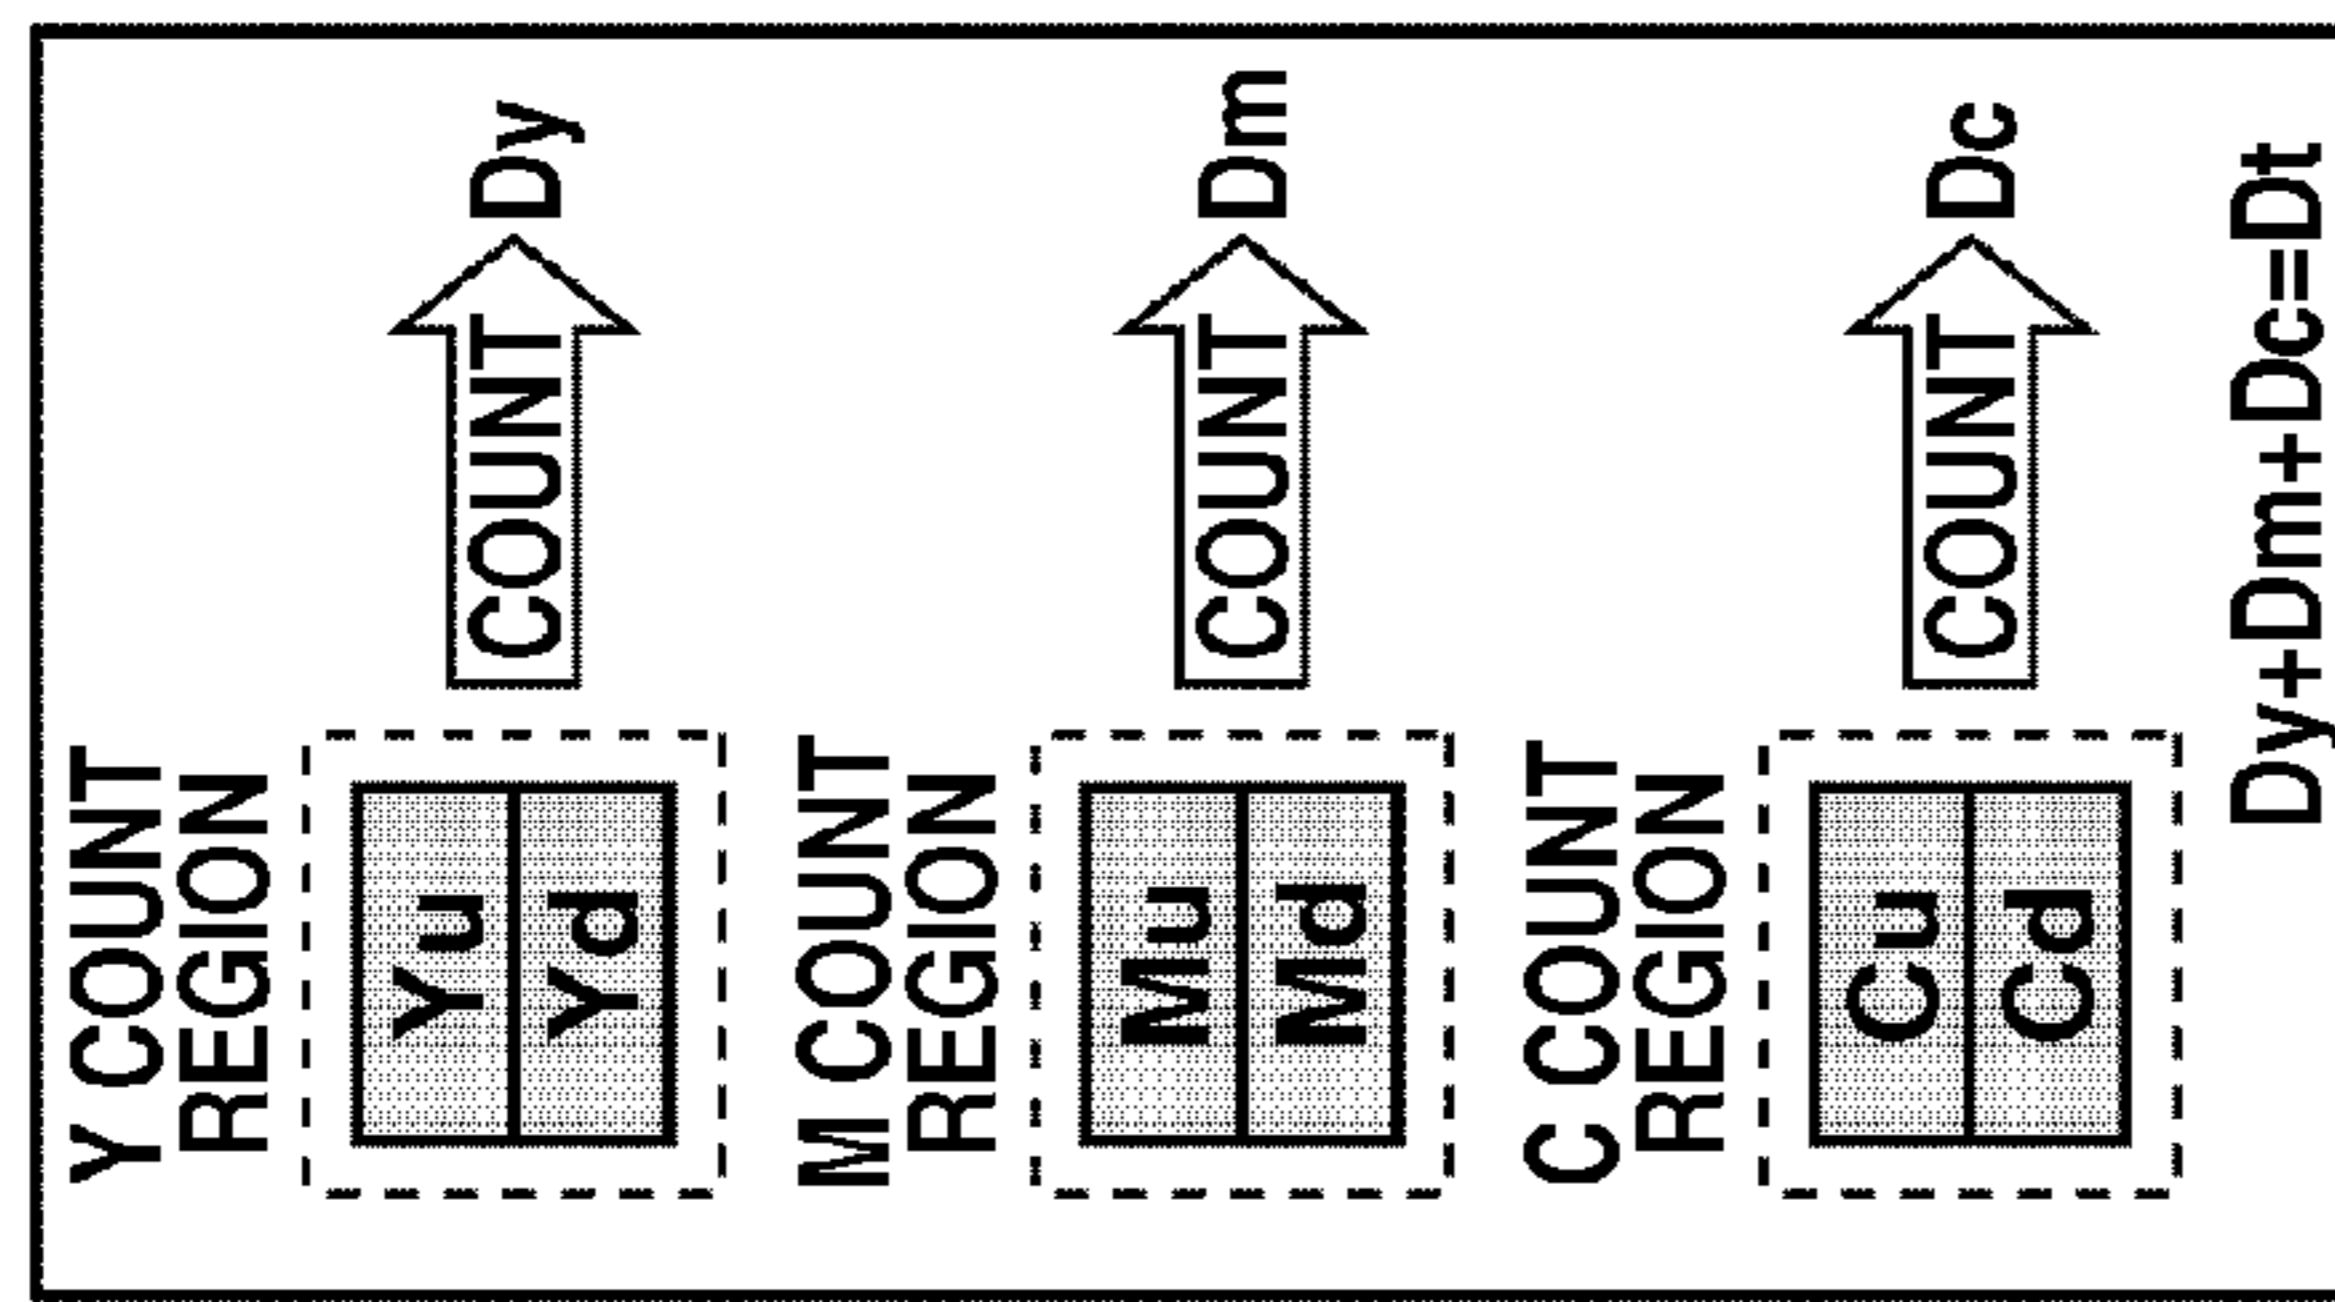 Y COUNT
REGION
Yu
Yd
COUNT
Dy
M COUNT
REGION
Mu
Md
COUNT
Dm
C COUNT
REGION
Cu
Cd
COUNT
Dc
Dy+Dm+Dc=Dt